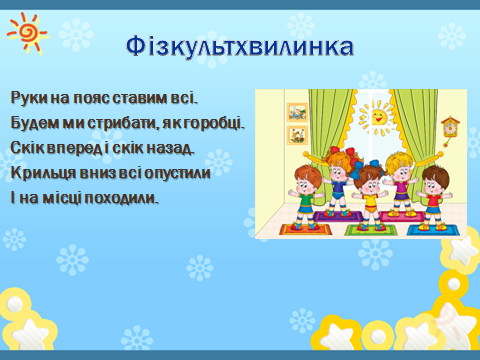 Фізкультхвилинка
Руки на пояс ставим всі.
Будем ми стрибати, як горобці.
Скік вперед і скік назад.
Крильця вниз всі опустили
І на місці походили.